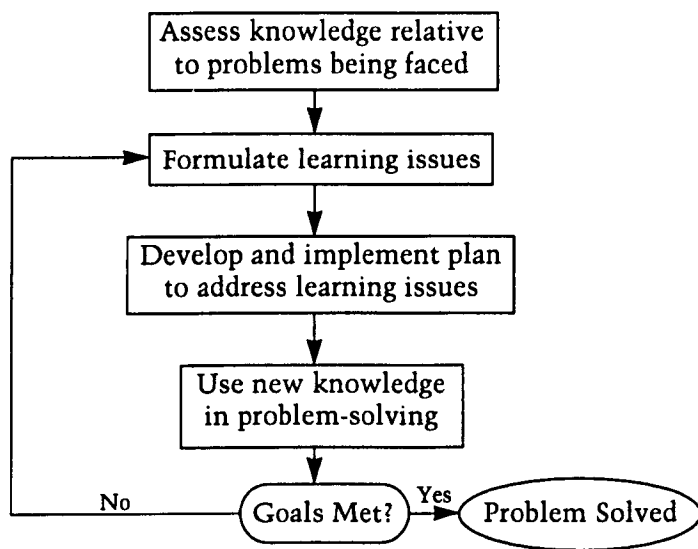 Assess knowledge relative
to problems being faced
Formulate learning issues
Develop and implement plan
to address learning issues
Use new knowledge
in problem-solving
No
Goals Met?
Yes
Problem Solved